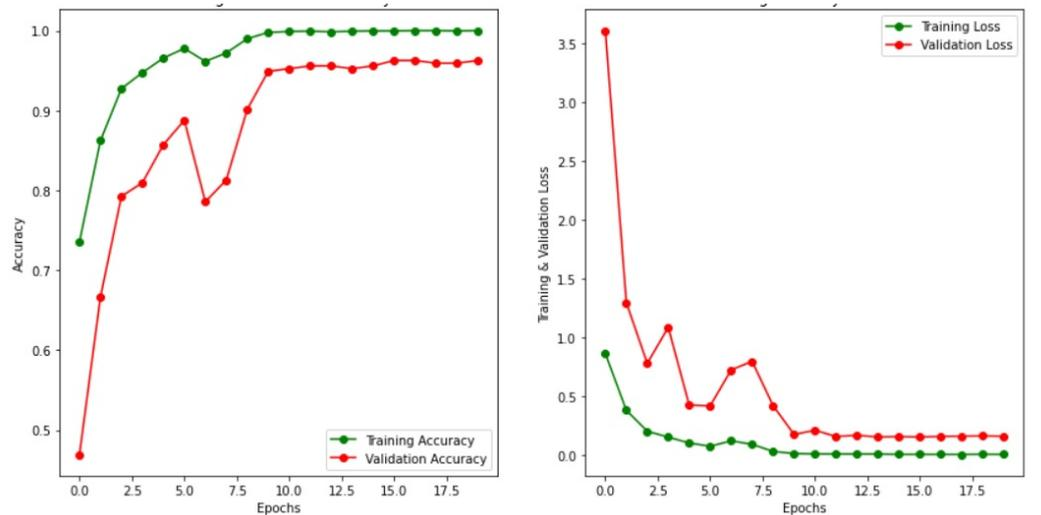 1.0
0.9
0.8
0.7
0.6
0.5
Accuracy
0.0 2.5 5.0 7.5 10.0 12.5 15.0 17.5
Epochs
Training Accuracy
Validation Accuracy
3.5
3.0
2.5
2.0
1.5
1.0
0.5
0.0
Training & Validation Loss
0.0 2.5 5.0 7.5 10.0 12.5 15.0 17.5
Epochs
Training Loss
Validation Loss